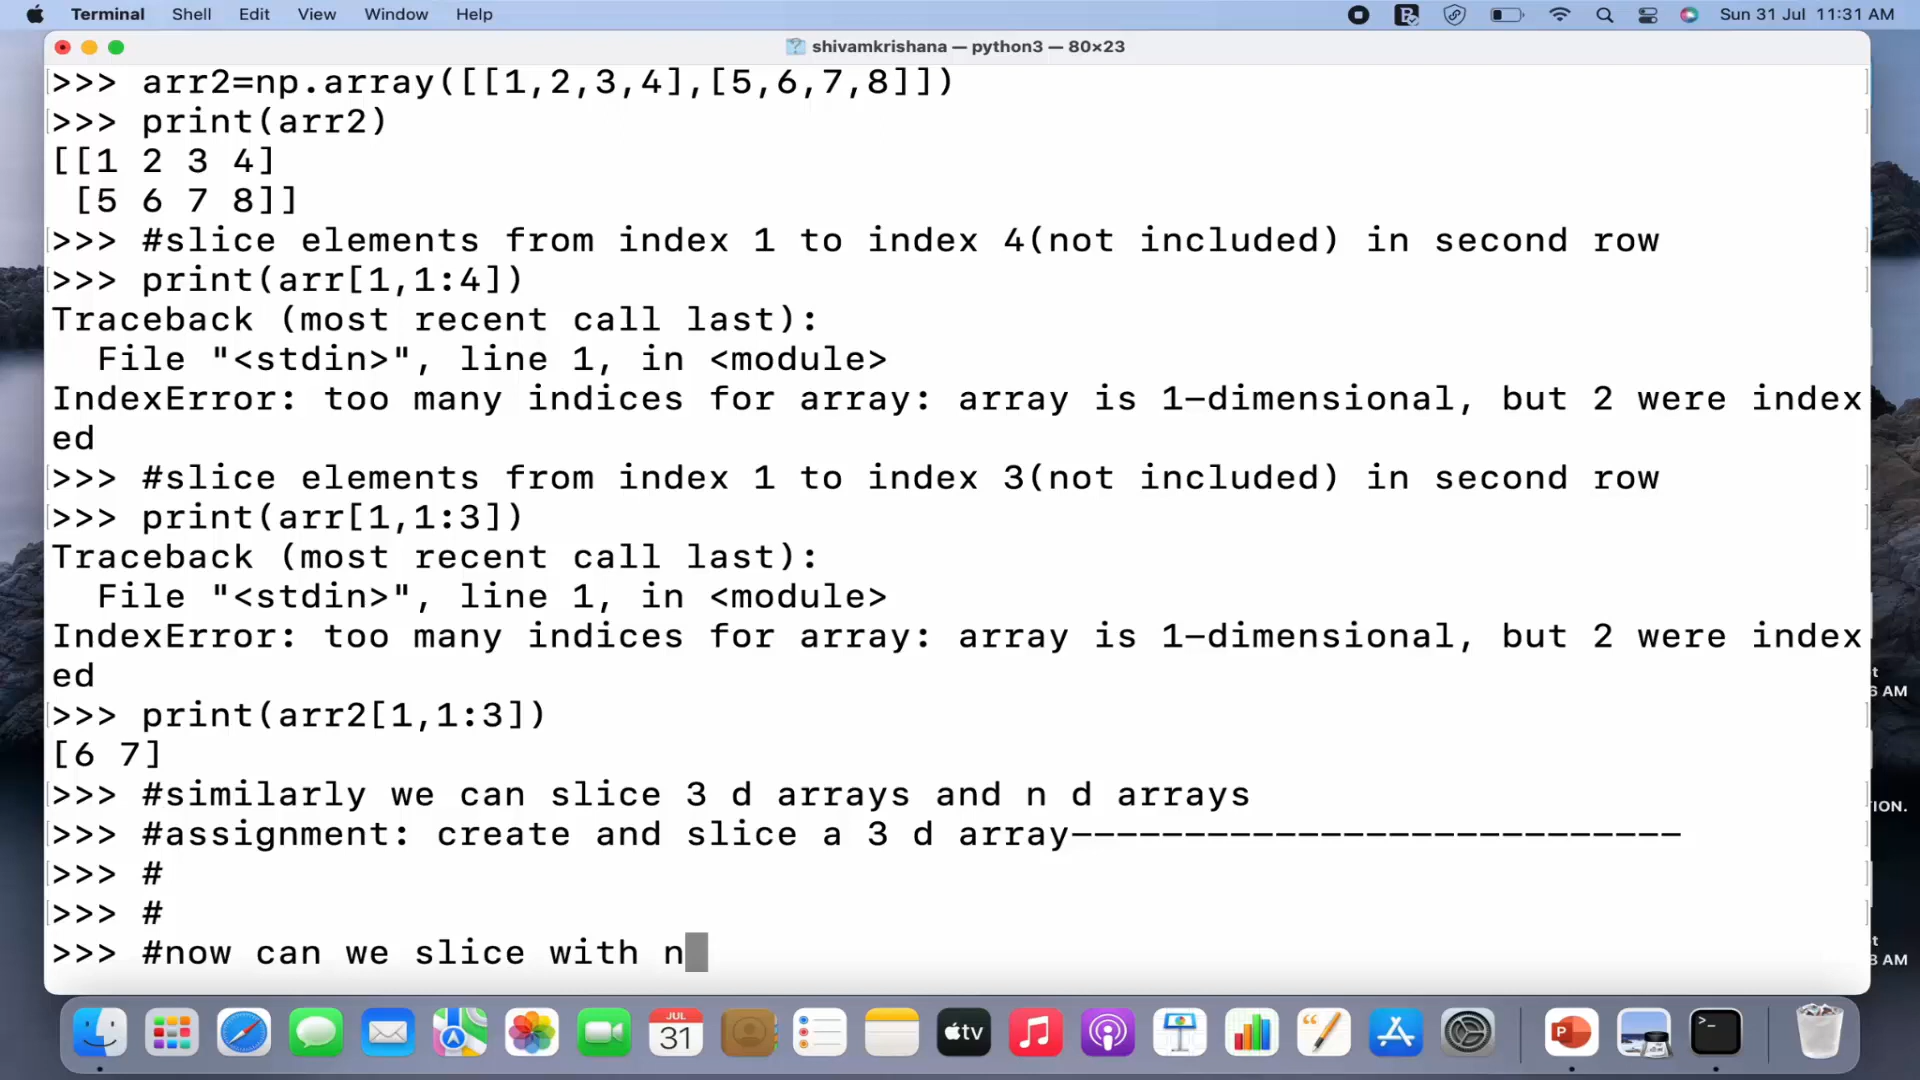 Terminal Shell Edit View Window Help Sun 31 Jul 11:31 AM
shivamkrishana — python3 — 80×23
>>> arr2=np.array([[1,2,3,4],[5,6,7,8]])
>>> print(arr2)
[[1 2 3 4]
 [5 6 7 8]]
>>> #slice elements from index 1 to index 4(not included) in second row
>>> print(arr[1,1:4])
Traceback (most recent call last):
  File "<stdin>", line 1, in <module>
IndexError: too many indices for array: array is 1-dimensional, but 2 were index
ed
>>> #slice elements from index 1 to index 3(not included) in second row
>>> print(arr[1,1:3])
Traceback (most recent call last):
  File "<stdin>", line 1, in <module>
IndexError: too many indices for array: array is 1-dimensional, but 2 were index
ed
>>> print(arr2[1,1:3])
[6 7]
>>> #similarly we can slice 3 d arrays and n d arrays
>>> #assignment: create and slice a 3 d array---------------------------
>>> #
>>> #
>>> #now can we slice with n
t
6 AM
ION.
t
8 AM
JUL
31
tv